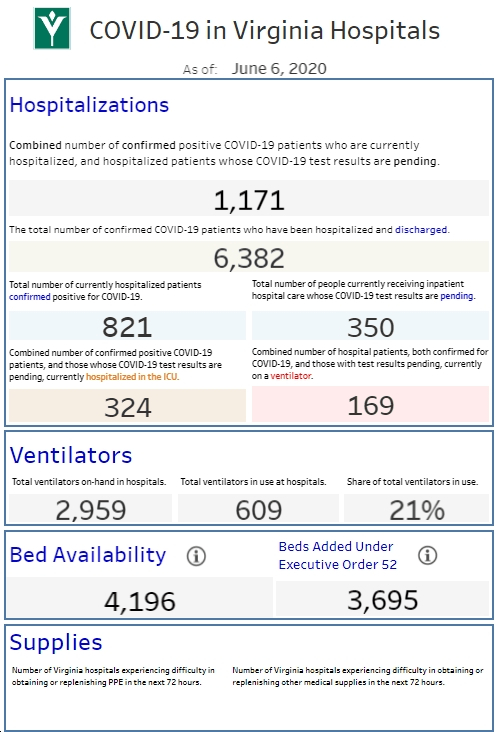 COVID-19 in Virginia Hospitals
As of: June 6, 2020
Hospitalizations
Combined number of confirmed positive COVID-19 patients who are currently
hospitalized, and hospitalized patients whose COVID-19 test results are pending.
1,171
The total number of confirmed COVID-19 patients who have been hospitalized and discharged.
6,382
Total number of currently hospitalized patients
confirmed positive for COVID-19.
821
Total number of people currently receiving inpatient
hospital care whose COVID-19 test results are pending.
350
Combined number of confirmed positive COVID-19
patients, and those whose COVID-19 test results are
pending, currently hospitalized in the ICU.
324
Combined number of hospital patients, both confirmed for
COVID-19, and those with test results pending, currently
on a ventilator.
169
Ventilators
Total ventilators on-hand in hospitals.
2,959
Total ventilators in use at hospitals.
609
Share of total ventilators in use.
21%
Bed Availability
4,196
Beds Added Under
Executive Order 52
3,695
Supplies
Number of Virginia hospitals experiencing difficulty in
obtaining or replenishing PPE in the next 72 hours.
Number of Virginia hospitals experiencing difficulty in obtaining or
replenishing other medical supplies in the next 72 hours.